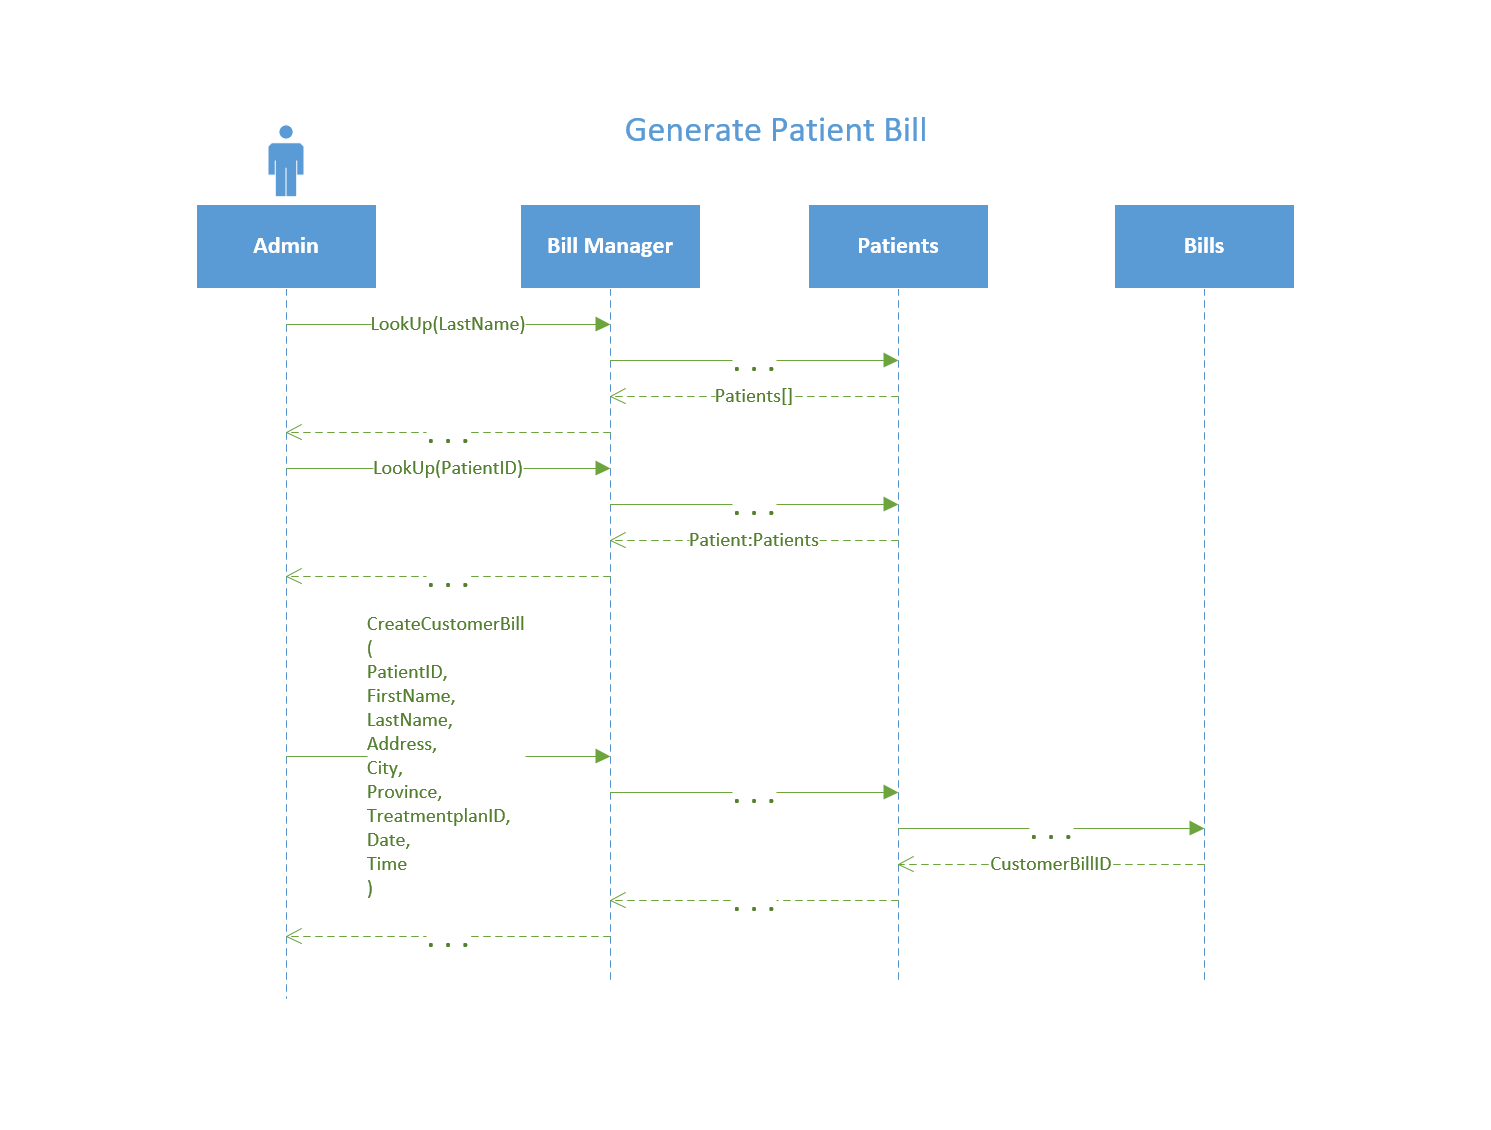 Generate Patient Bill
Admin
Bill Manager
Patients
Bills
LookUp(LastName)
. . .
Patients[]
. . .
LookUp(PatientID)
. . .
Patient:Patients
. . .
CreateCustomerBill
(
PatientID,
FirstName,
LastName,
Address,
City,
Province,
TreatmentplanID,
Date,
Time
)
. . .
. . .
CustomerBillID
. . .
. . .